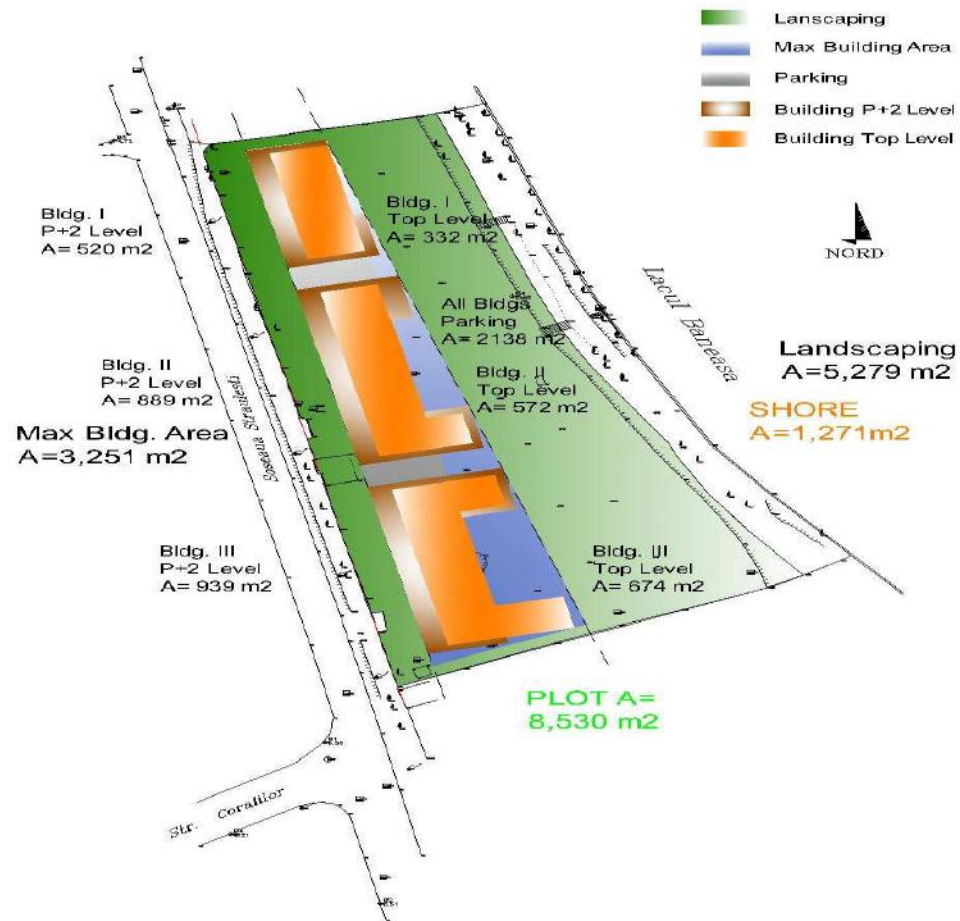 Lanscaping
Max Building Area
Parking
Building P+2 Level
Building Top Level
NORD
Bldg. I
P+2 Level
A= 520 m2
Bldg. I
Top Level
A= 332 m2
All Bldgs
Parking
A= 2138 m2
Lacul Baneasa
Landscaping
A=5,279 m2
SHORE
A=1,271m2
Bldg. II
P+2 Level
A= 889 m2
Bldg. II
Top Level
A= 572 m2
Max Bldg. Area
A=3,251 m2
Soseaua Straulesti
Bldg. III
P+2 Level
A= 939 m2
Bldg. III
Top Level
A= 674 m2
PLOT A=
8,530 m2
Str. Coralilor